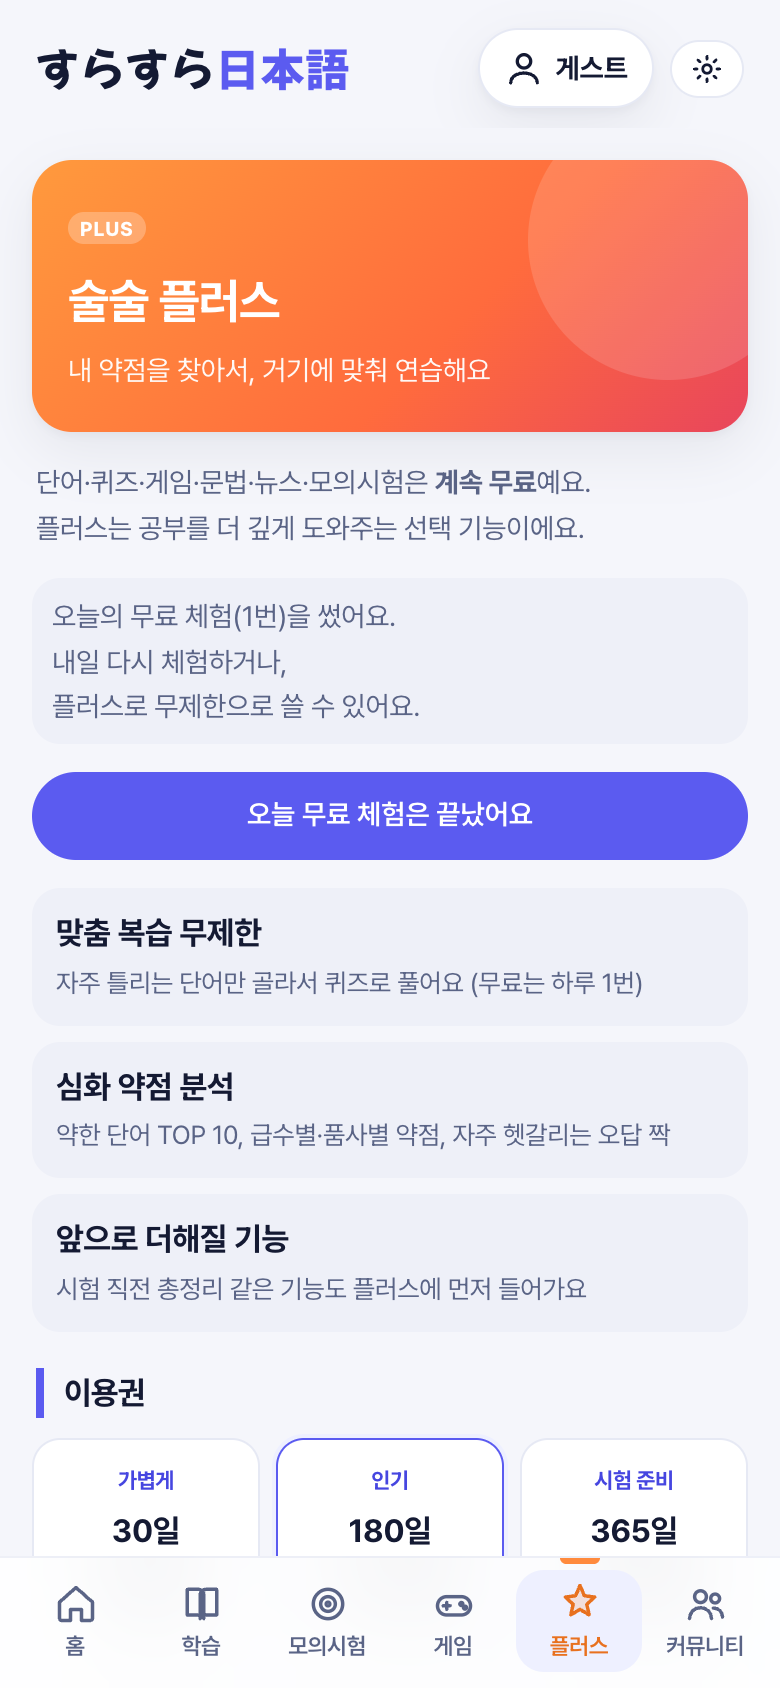 すらすら日本語
게스트
PLUS
술술 플러스
내 약점을 찾아서, 거기에 맞춰 연습해요
단어·퀴즈·게임·문법·뉴스·모의시험은 계속 무료예요.
플러스는 공부를 더 깊게 도와주는 선택 기능이에요.
오늘의 무료 체험(1번)을 썼어요.
내일 다시 체험하거나,
플러스로 무제한으로 쓸 수 있어요.
오늘 무료 체험은 끝났어요
맞춤 복습 무제한
자주 틀리는 단어만 골라서 퀴즈로 풀어요 (무료는 하루 1번)
심화 약점 분석
약한 단어 TOP 10, 급수별·품사별 약점, 자주 헷갈리는 오답 짝
앞으로 더해질 기능
시험 직전 총정리 같은 기능도 플러스에 먼저 들어가요
이용권
가볍게
30일
인기
180일
시험 준비
365일
홈
학습
모의시험
게임
플러스
커뮤니티